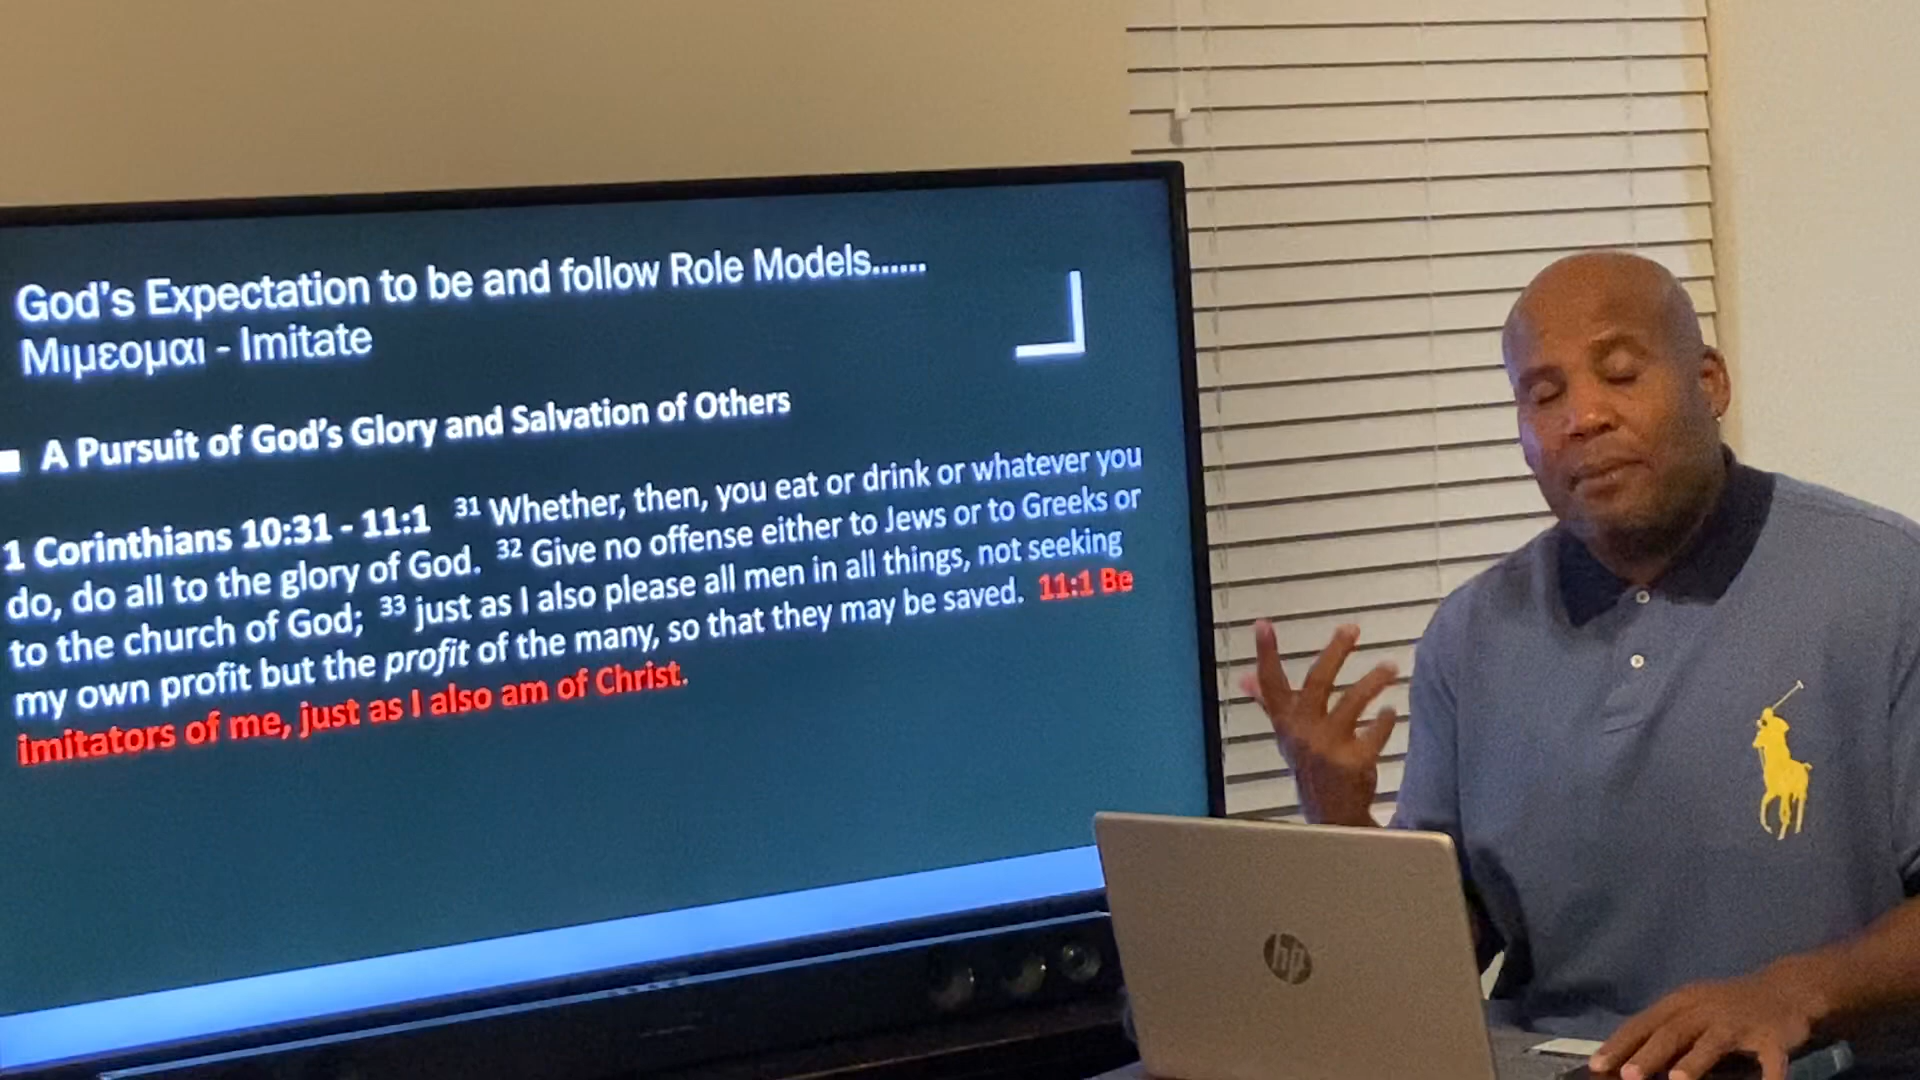 God's Expectation to be and follow Role Models......
Μιμεομαι - Imitate
A Pursuit of God's Glory and Salvation of Others
1 Corinthians 10:31 - 11:1 31 Whether, then, you eat or drink or whatever you
do, do all to the glory of God. 32 Give no offense either to Jews or to Greeks or
to the church of God; 33 just as I also please all men in all things, not seeking
my own profit but the profit of the many, so that they may be saved. 11:1 Be
imitators of me, just as I also am of Christ.
hp